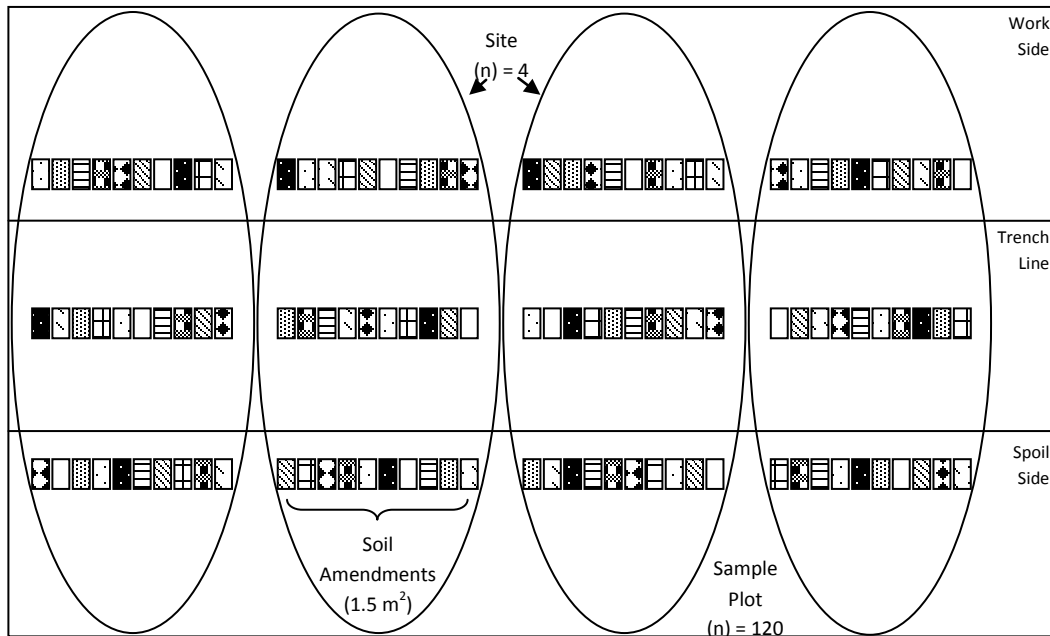 Work
Side
Site
(n) = 4
Trench
Line
Spoil
Side
Soil
Amendments
(1.5 m²)
Sample
Plot
(n) = 120